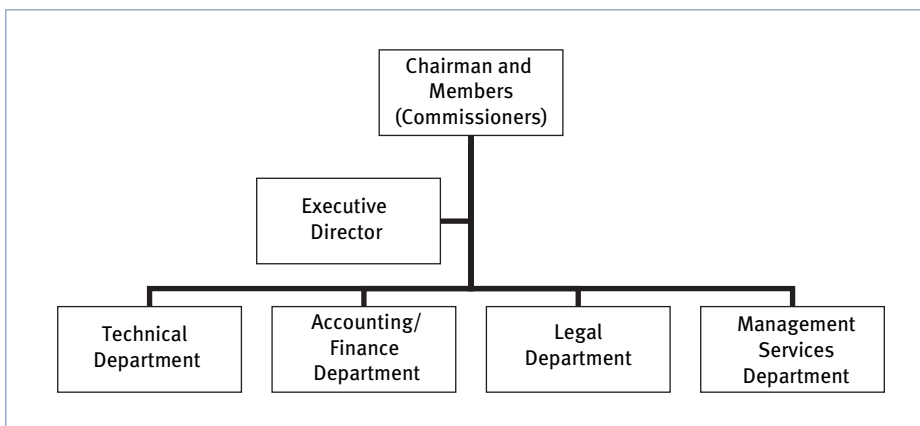 Chairman and
Members
(Commissioners)
Executive
Director
Technical
Department
Accounting/
Finance
Department
Legal
Department
Management
Services
Department